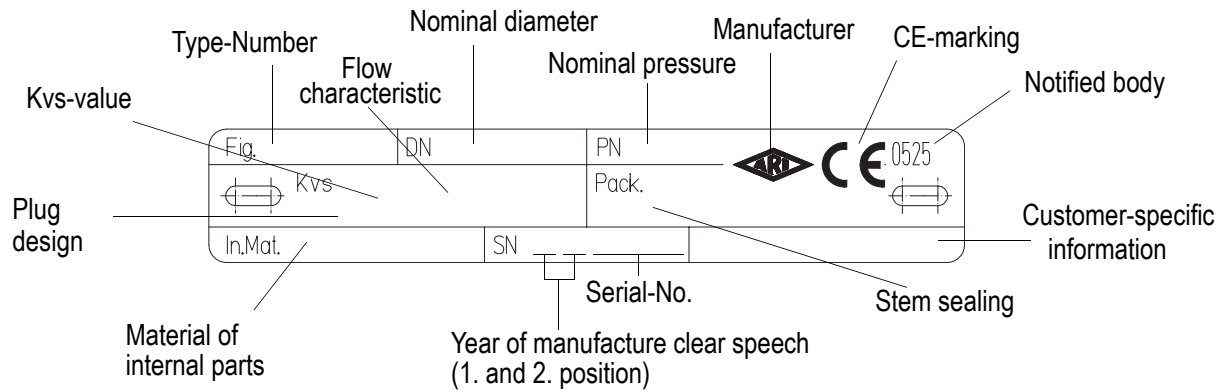 Nominal diameter
Manufacturer
Type-Number
CE-marking
Flow
characteristic
Nominal pressure
Notified body
Kvs-value
Fig.
DN
PN
ARI
CE
0525
Kvs
Pack.
Plug
design
In.Mat.
SN
Customer-specific
information
Serial-No.
Stem sealing
Material of
internal parts
Year of manufacture clear speech
(1. and 2. position)